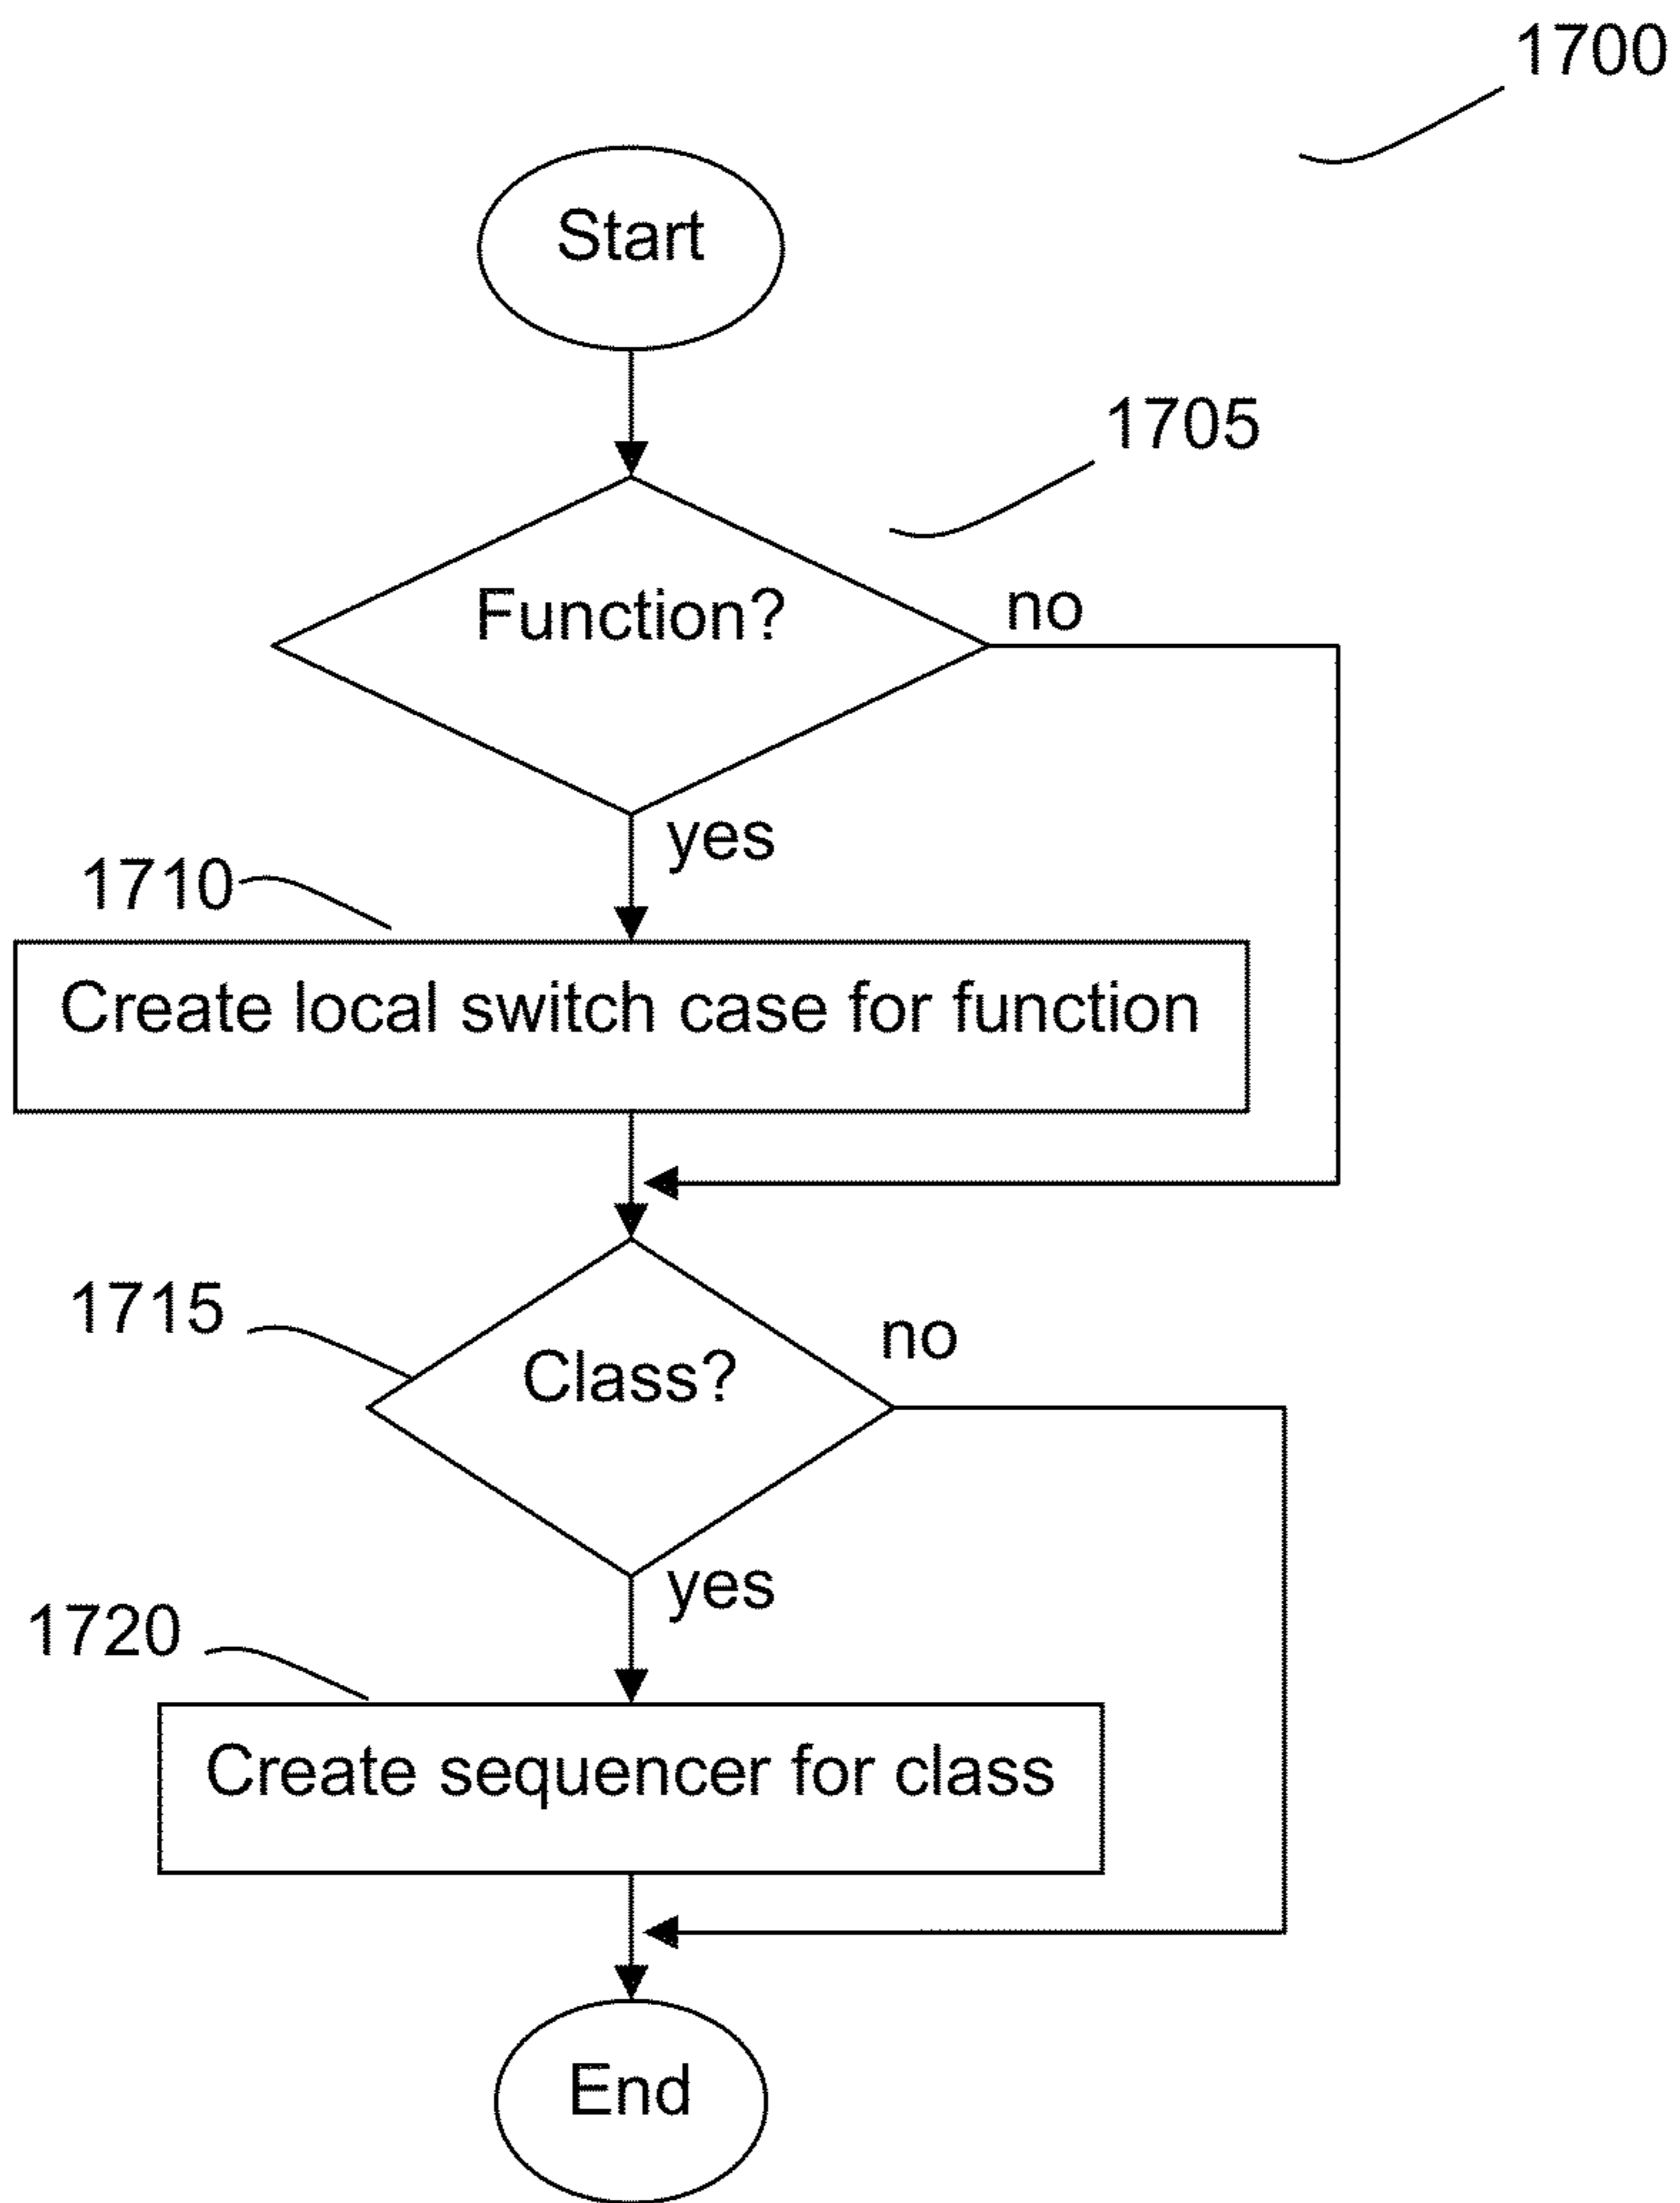 1700
Start
1705
Function?
no
yes
1710
Create local switch case for function
1715
Class?
no
yes
1720
Create sequencer for class
End